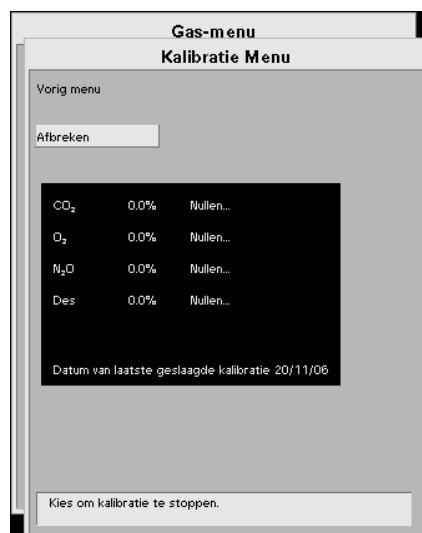 Gas-menu
Kalibratie Menu
Vorig menu
Afbreken
CO₂ 0.0% Nullen...
O₂ 0.0% Nullen...
N₂O 0.0% Nullen...
Des 0.0% Nullen...
Datum van laatste geslaagde kalibratie 20/11/06
Kies om kalibratie te stoppen.